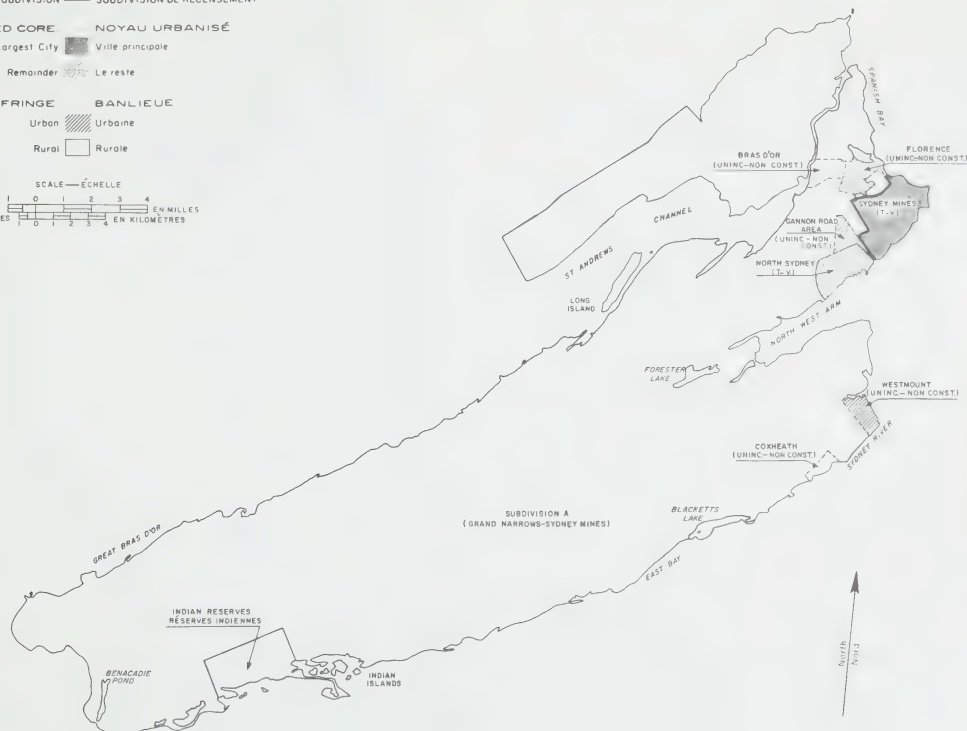 SUBDIVISION — SUBDIVISION DE RECENSEMENT
ED CORE NOYAU URBANISÉ
Largest City Ville principale
Remainder Le reste
FRINGE BANLIEUE
Urban Urbaine
Rural Rurale
SCALE — ÉCHELLE
1 0 1 2 3 4
EN MILLES
ES 1 0 1 2 3 4 EN KILOMÈTRES
SPANISH BAY
BRAS D'OR
(UNINC-NON CONST)
FLORENCE
(UNINC-NON CONST.)
SYDNEY MINES
(T-V)
GANNON ROAD
AREA
(UNINC-NON
CONST)
NORTH SYDNEY
(T-V.)
ST ANDREWS CHANNEL
LONG
ISLAND
NORTH WEST ARM
FORESTER
LAKE
WESTMOUNT
(UNINC-NON CONST.)
SYDNEY RIVER
COXHEATH
(UNINC-NON CONST.)
SUBDIVISION A
(GRAND NARROWS-SYDNEY MINES)
BLACKETTS
LAKE
EAST BAY
GREAT BRAS D'OR
INDIAN RESERVES
RÉSERVES INDIENNES
INDIAN
ISLANDS
BENACADIE
POND
North
Nord